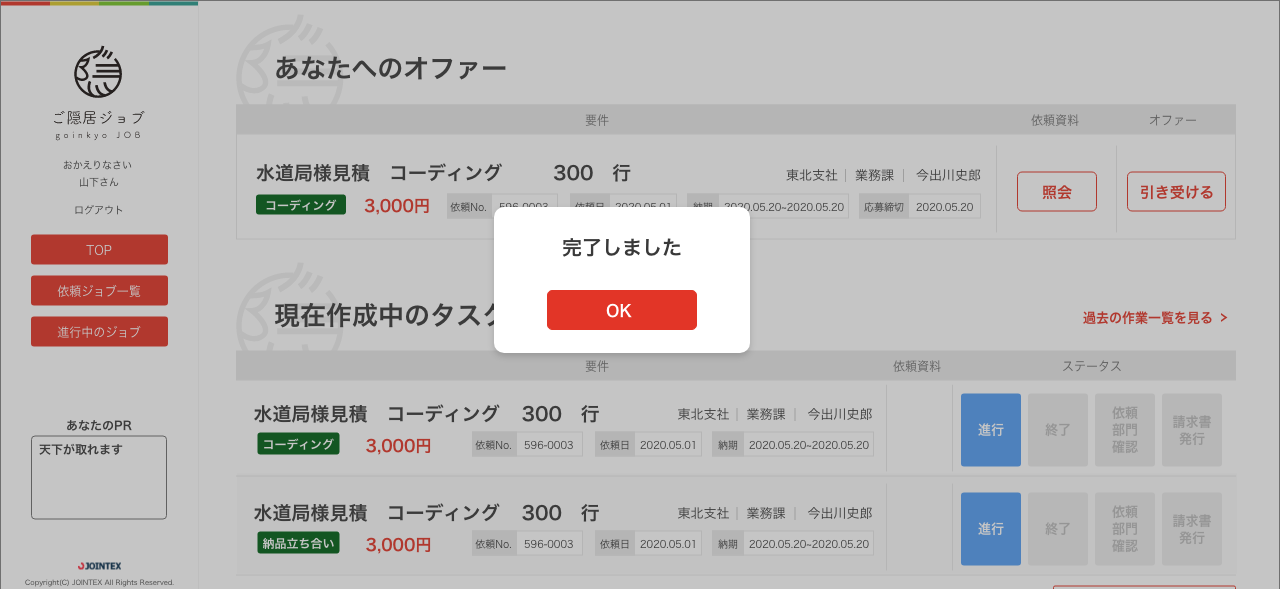 ご隠居ジョブ
goinkyo JOB
おかえりなさい
山下さん
ログアウト
TOP
依頼ジョブ一覧
進行中のジョブ
あなたのPR
天下が取れます
JOINTEX
Copyright(C) JOINTEX All Rights Reserved.
あなたへのオファー
要件 依頼資料 オファー
水道局様見積 コーディング 300 行 東北支社 | 業務課 | 今出川史郎
コーディング 3,000円 依頼No. 596-0003 依頼日 2020.05.01 納期 2020.05.20~2020.05.20 応募締切 2020.05.20
照会
引き受ける
完了しました
OK
現在作成中のタスク
過去の作業一覧を見る >
要件 依頼資料 ステータス
水道局様見積 コーディング 300 行 東北支社 | 業務課 | 今出川史郎
コーディング 3,000円 依頼No. 596-0003 依頼日 2020.05.01 納期 2020.05.20~2020.05.20
進行
終了
依頼
部門
確認
請求書
発行
水道局様見積 コーディング 300 行 東北支社 | 業務課 | 今出川史郎
納品立ち合い 3,000円 依頼No. 596-0003 依頼日 2020.05.01 納期 2020.05.20~2020.05.20
進行
終了
依頼
部門
確認
請求書
発行